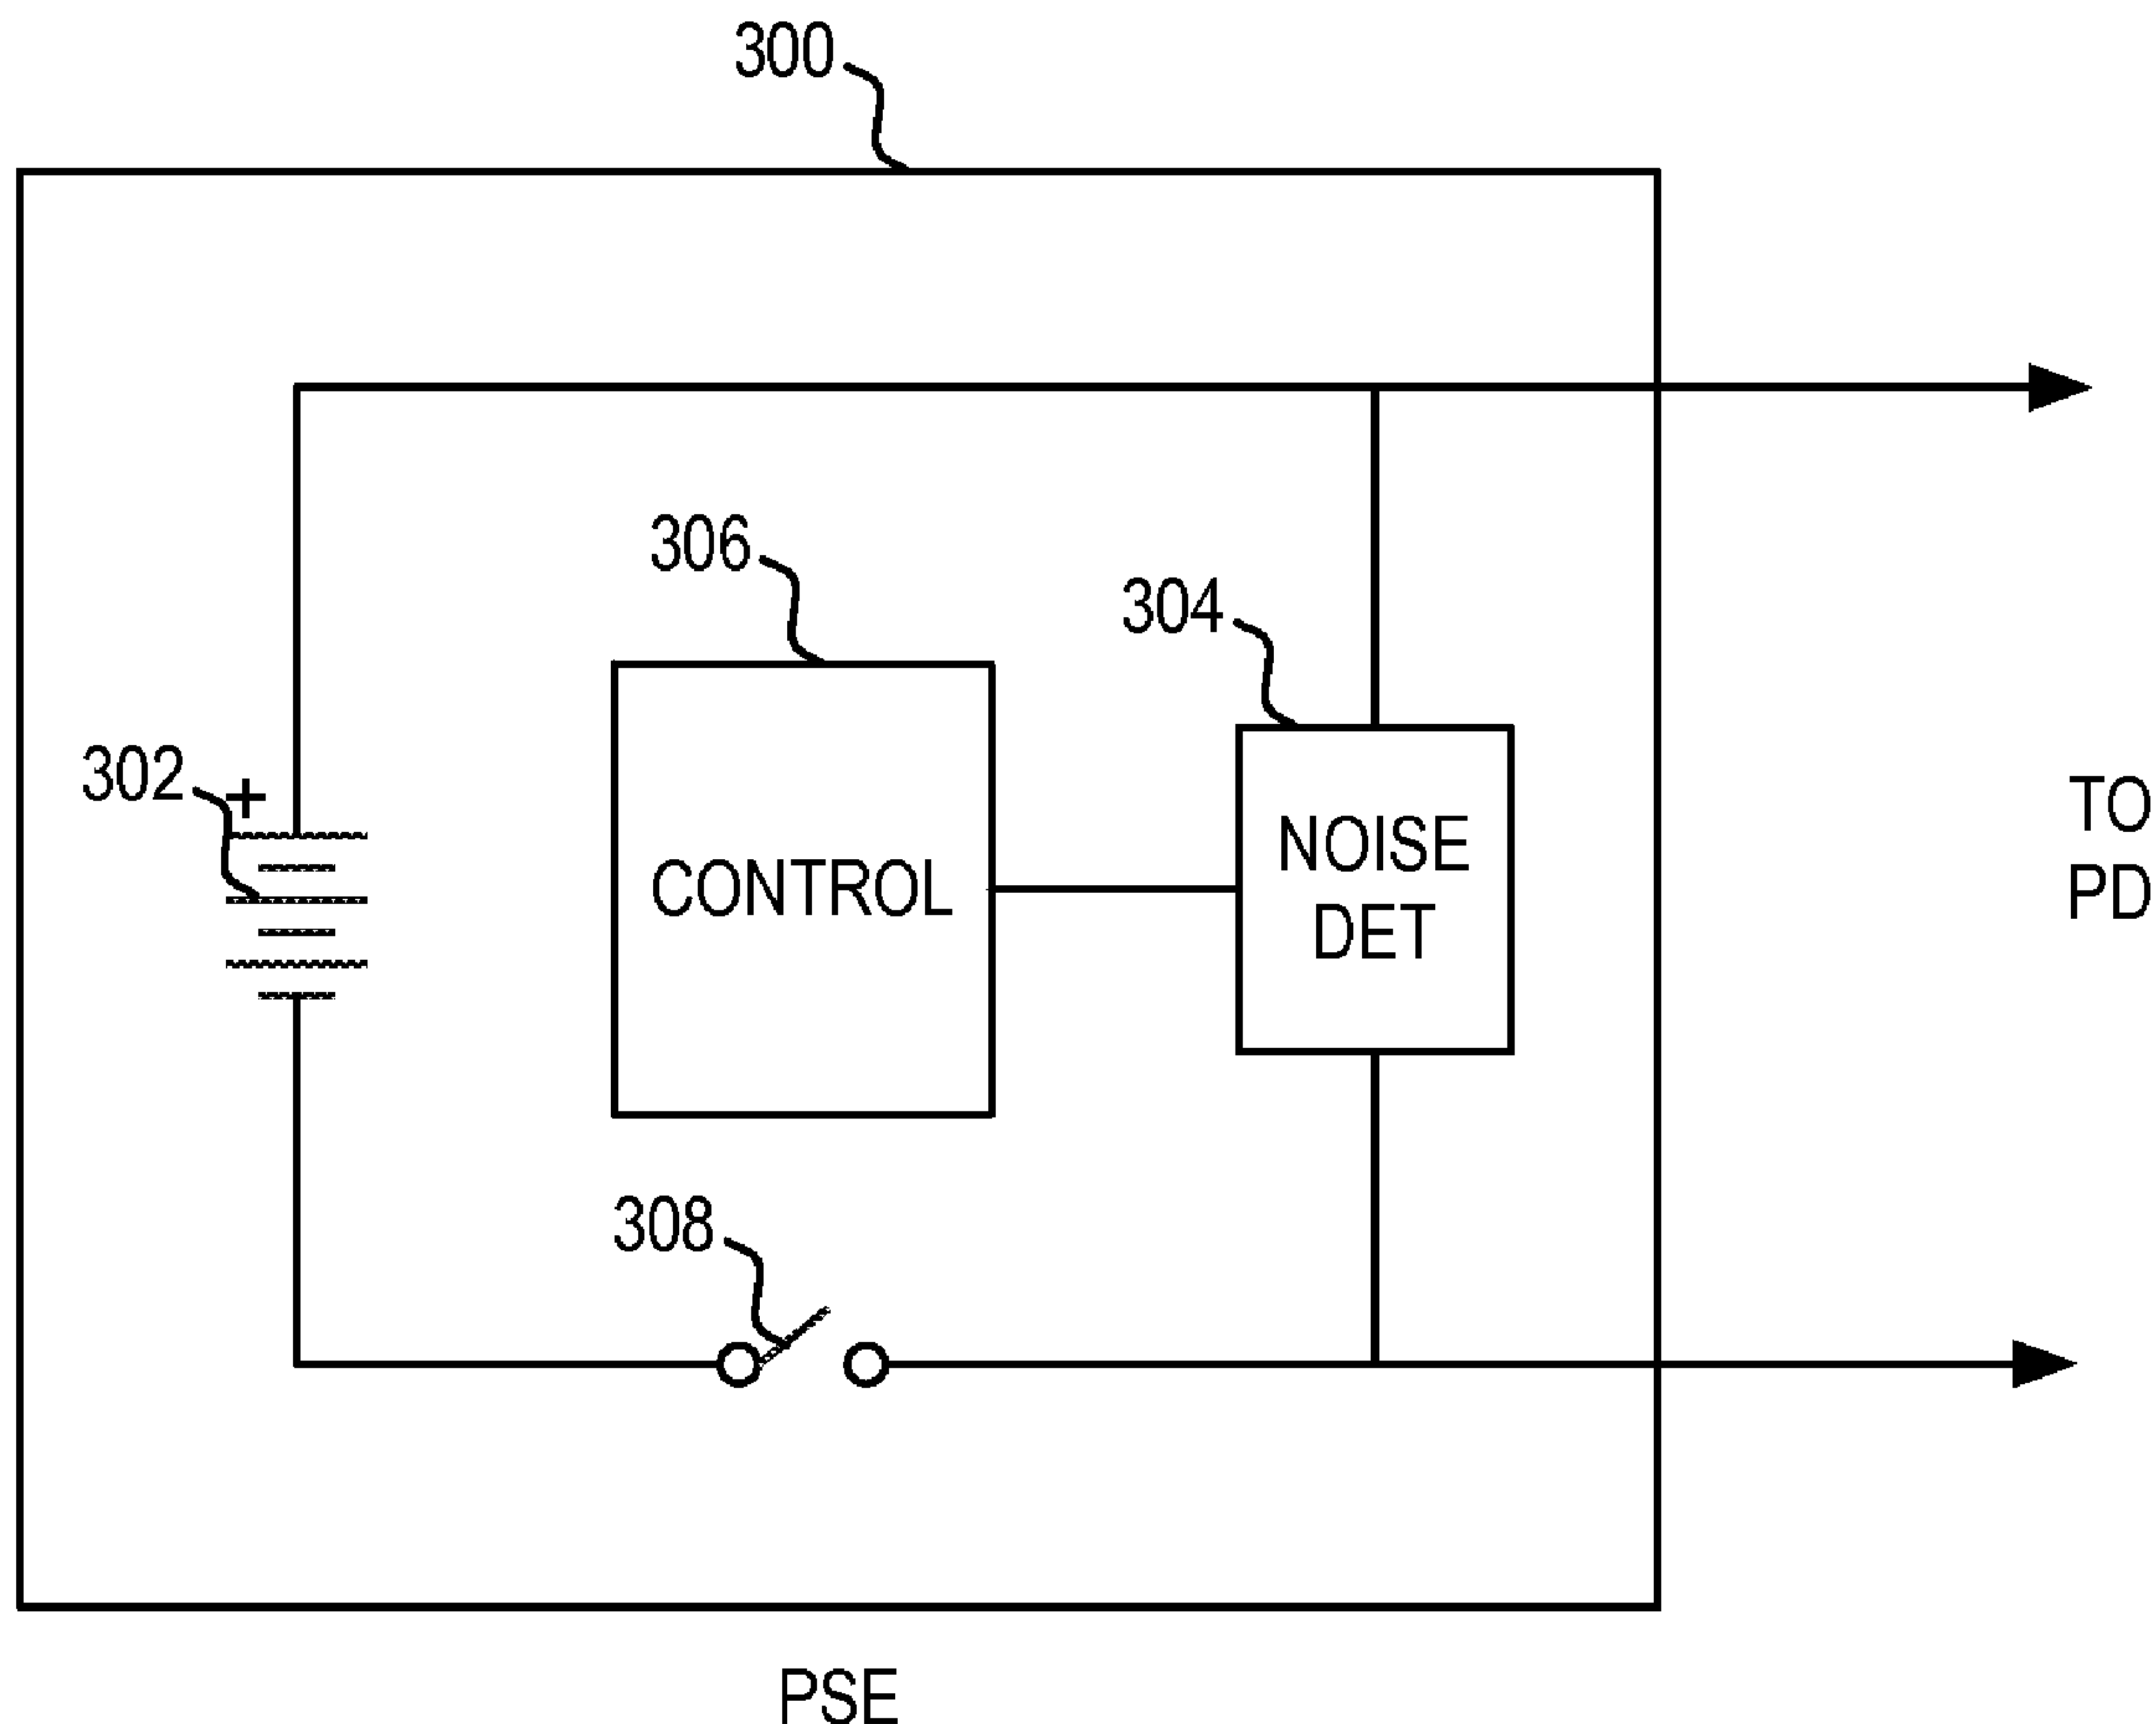 300
306
304
302
+
CONTROL
NOISE
DET
TO
PD
308
PSE